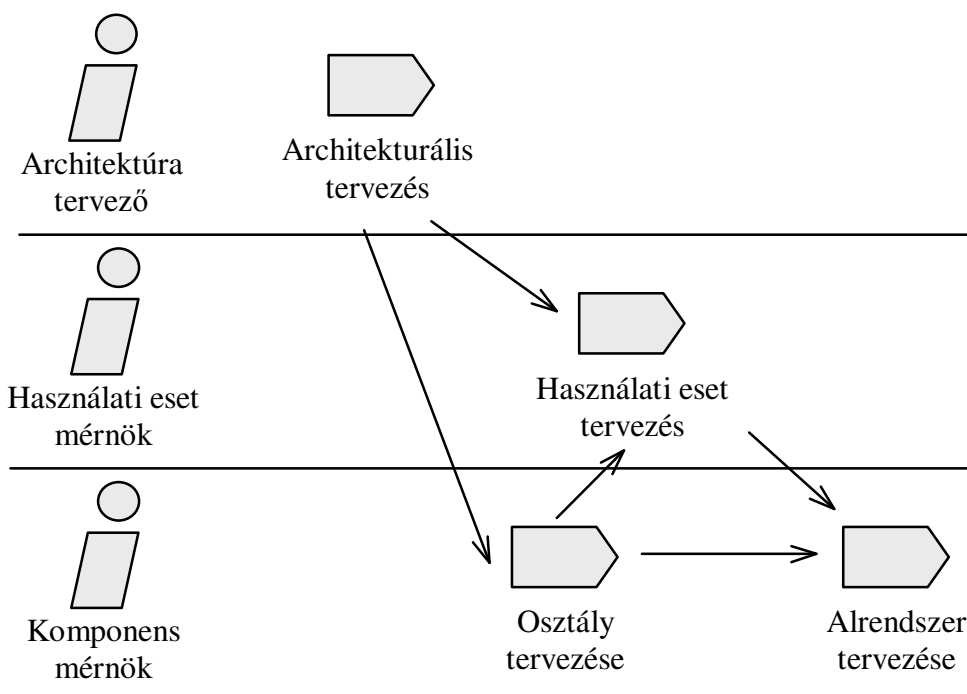 Architektúra
tervező
Architekturális
tervezés
Használati eset
mérnök
Használati eset
tervezés
Komponens
mérnök
Osztály
tervezése
Alrendszer
tervezése